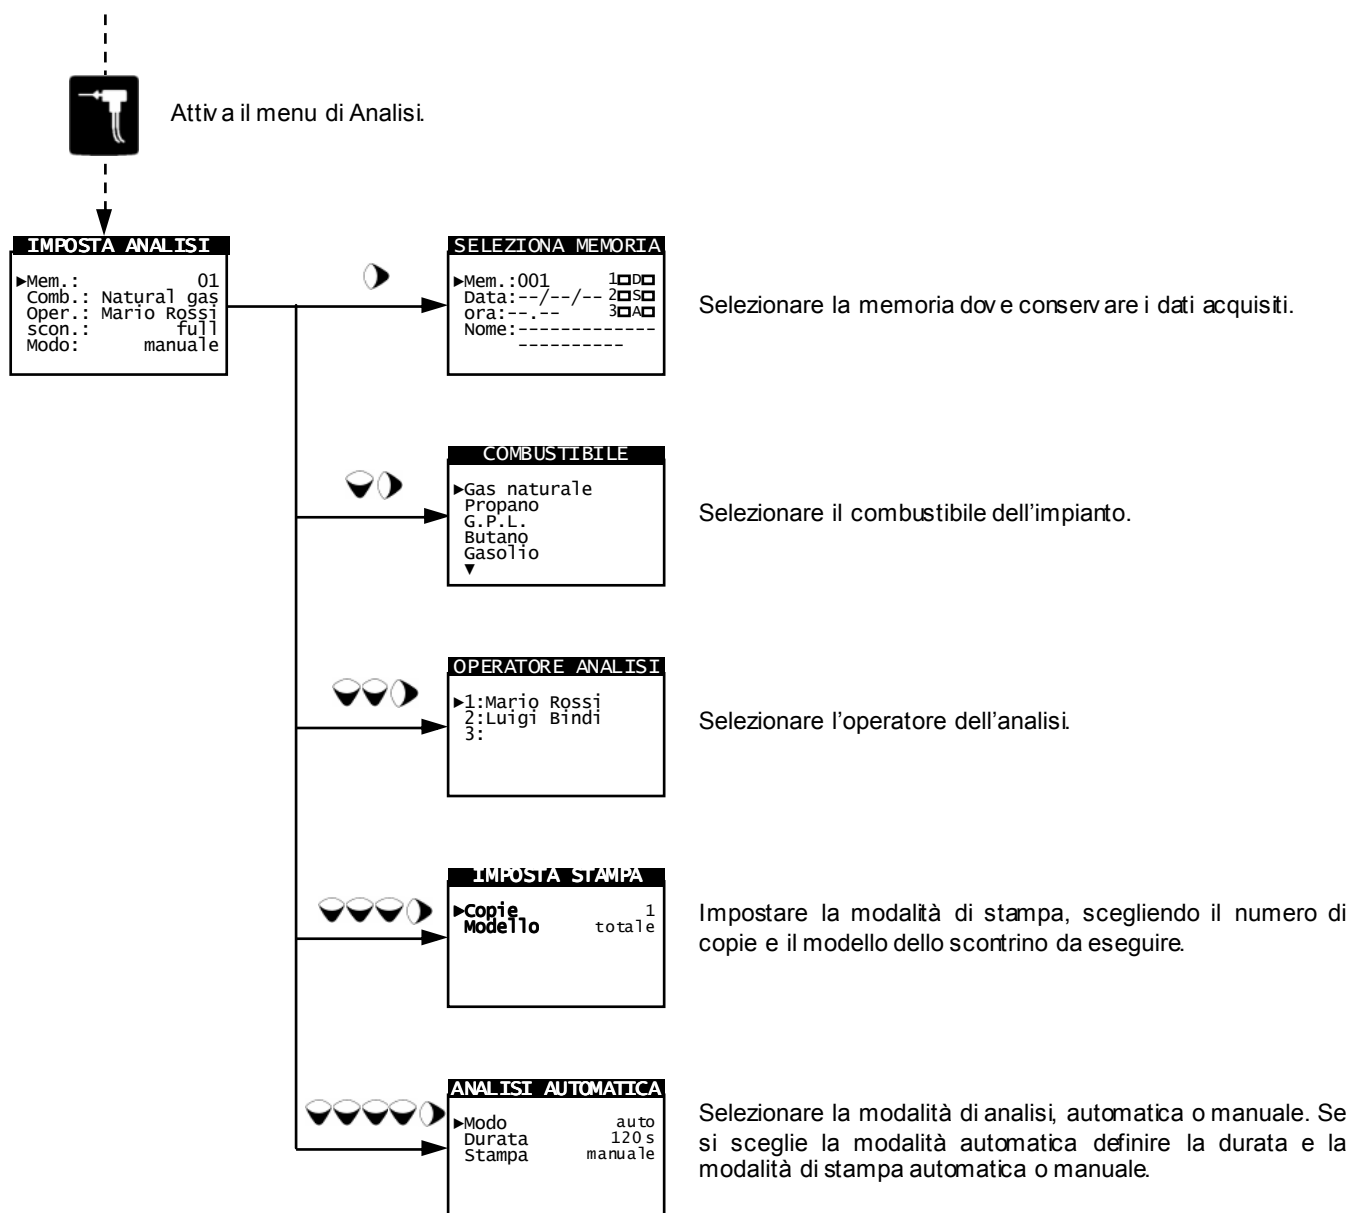 Attiva il menu di Analisi.
IMPOSTA ANALISI
►Mem.: 01
Comb.: Natural gas
Oper.: Mario Rossi
scon.: full
Modo: manuale
SELEZIONA MEMORIA
►Mem.:001 1□D□
Data:--/--/-- 2□S□
ora:--.-- 3□A□
Nome:-------------
----------
Selezionare la memoria dove conservare i dati acquisiti.
COMBUSTIBILE
►Gas naturale
Propano
G.P.L.
Butano
Gasolio
▼
Selezionare il combustibile dell’impianto.
OPERATORE ANALISI
►1:Mario Rossi
2:Luigi Bindi
3:
Selezionare l’operatore dell’analisi.
IMPOSTA STAMPA
►Copie 1
Modello totale
Impostare la modalità di stampa, scegliendo il numero di
copie e il modello dello scontrino da eseguire.
ANALISI AUTOMATICA
►Modo auto
Durata 120 s
Stampa manuale
Selezionare la modalità di analisi, automatica o manuale. Se
si sceglie la modalità automatica definire la durata e la
modalità di stampa automatica o manuale.